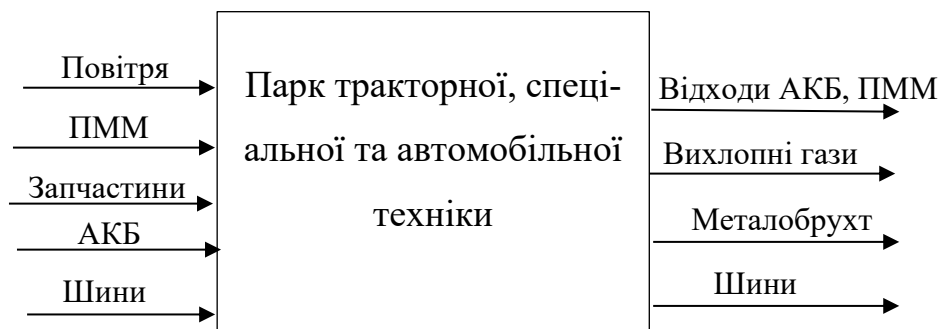 Повітря
ПММ
Запчастини
АКБ
Шини
Парк тракторної, спеці-
альної та автомобільної
техніки
Відходи АКБ, ПММ
Вихлопні гази
Металобрухт
Шини